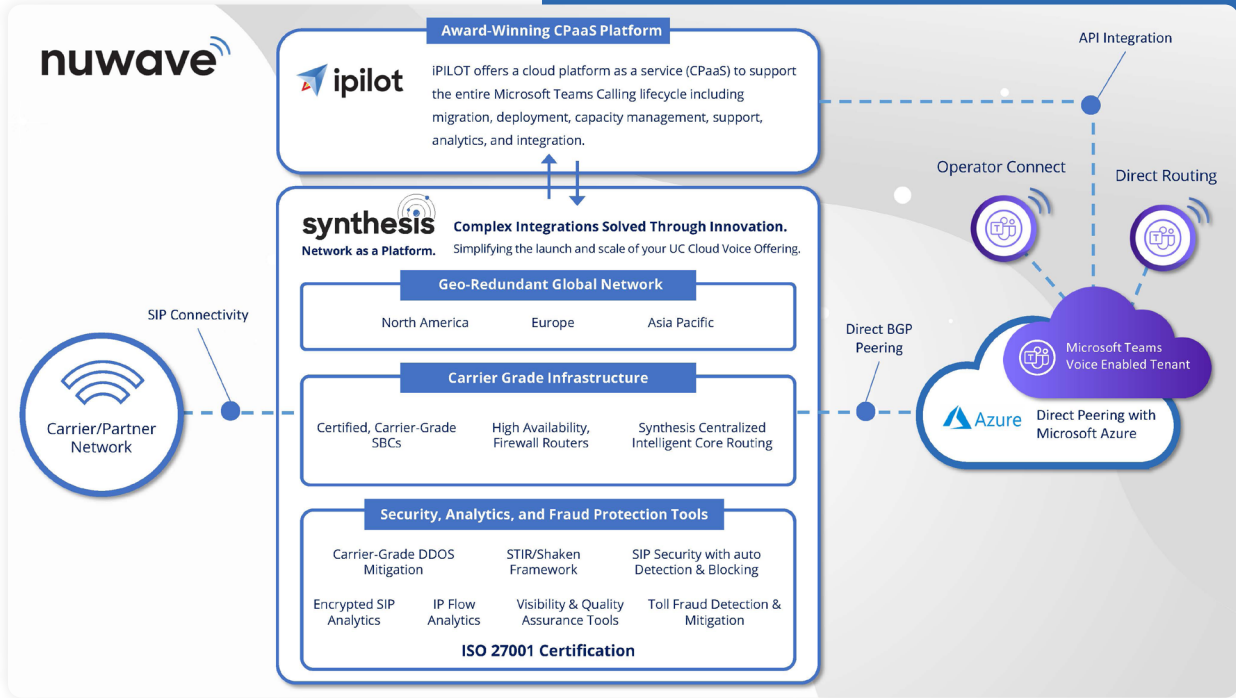 nuwave
Award-Winning CPaaS Platform
ipilot
iPILOT offers a cloud platform as a service (CPaaS) to support
the entire Microsoft Teams Calling lifecycle including
migration, deployment, capacity management, support,
analytics, and integration.
API Integration
Operator Connect
Direct Routing
synthesis
Network as a Platform.
Complex Integrations Solved Through Innovation.
Simplifying the launch and scale of your UC Cloud Voice Offering.
Geo-Redundant Global Network
North America
Europe
Asia Pacific
SIP Connectivity
Carrier/Partner
Network
Direct BGP
Peering
Carrier Grade Infrastructure
Certified, Carrier-Grade
SBCs
High Availability,
Firewall Routers
Synthesis Centralized
Intelligent Core Routing
Microsoft Teams
Voice Enabled Tenant
Azure
Direct Peering with
Microsoft Azure
Security, Analytics, and Fraud Protection Tools
Carrier-Grade DDOS
Mitigation
STIR/Shaken
Framework
SIP Security with auto
Detection & Blocking
Encrypted SIP
Analytics
IP Flow
Analytics
Visibility & Quality
Assurance Tools
Toll Fraud Detection &
Mitigation
ISO 27001 Certification